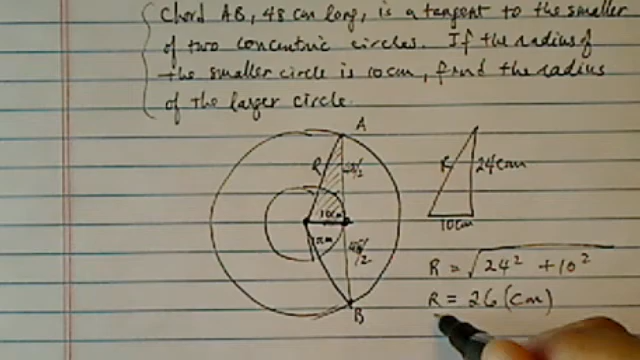 Chord AB, 48 cm long, is a tangent to the smaller
of two concentric circles. If the radius of
the smaller circle is 10 cm, find the radius
of the larger circle.
A
R
48/2
R
24cm
10cm
10cm
10cm
48/2
R = √24² + 10²
R = 26 (cm)
B